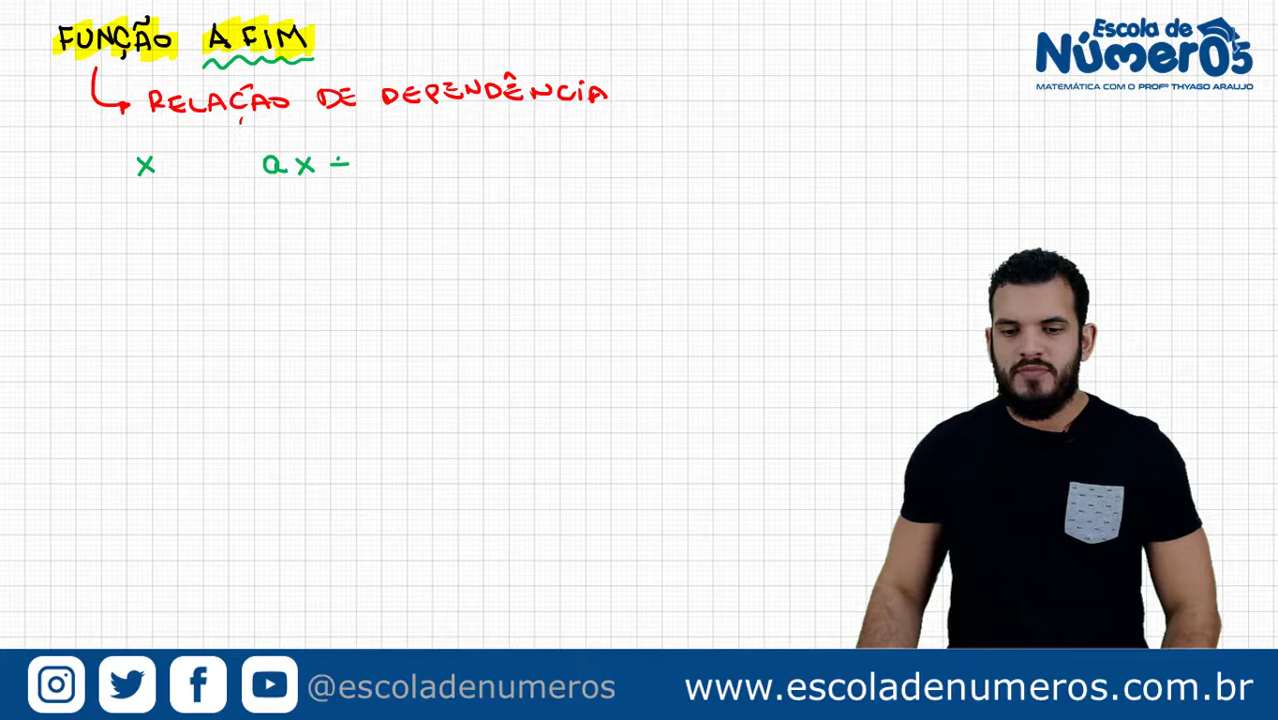 FUNÇÃO AFIM
Escola de
Números
MATEMÁTICA COM O PROFº THYAGO ARAUJO
RELAÇÃO DE DEPENDÊNCIA
x ax ÷
@escoladenumeros
www.escoladenumeros.com.br